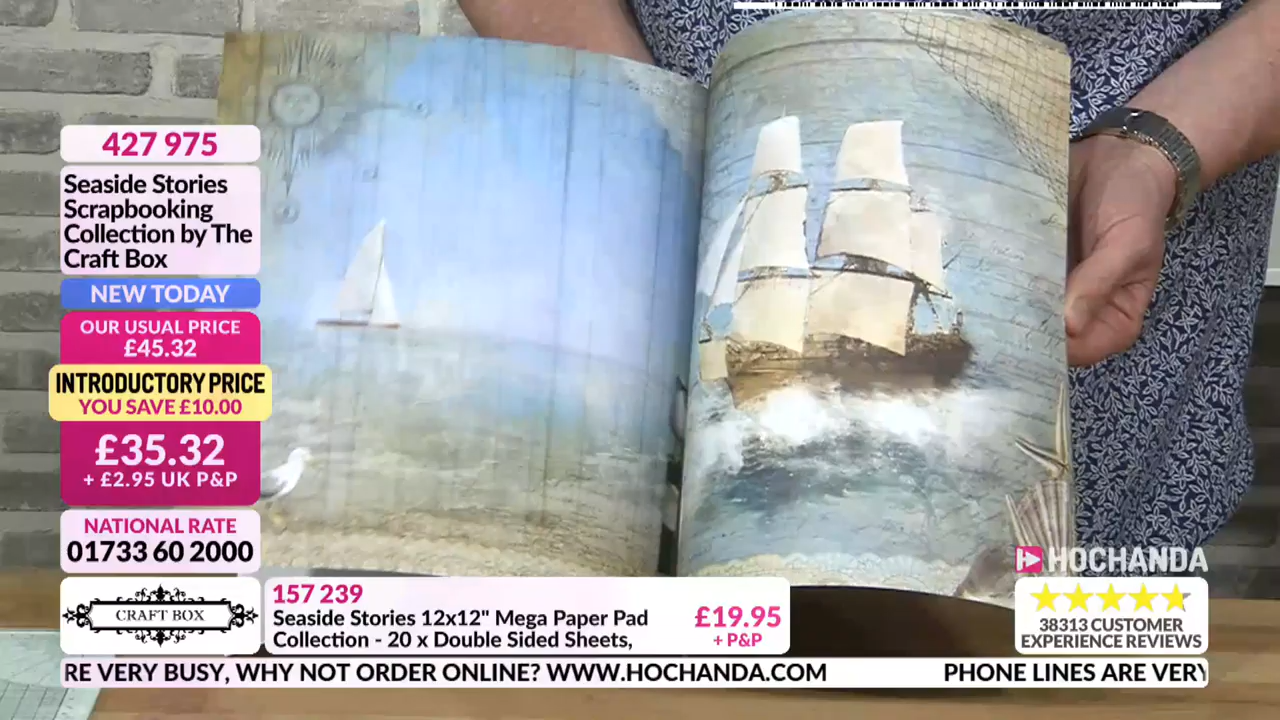 427 975
Seaside Stories
Scrapbooking
Collection by The
Craft Box
NEW TODAY
OUR USUAL PRICE
£45.32
INTRODUCTORY PRICE
YOU SAVE £10.00
£35.32
+ £2.95 UK P&P
NATIONAL RATE
01733 60 2000
CRAFT BOX
157 239
Seaside Stories 12x12" Mega Paper Pad
Collection - 20 x Double Sided Sheets,
£19.95
+ P&P
HOCHANDA
38313 CUSTOMER
EXPERIENCE REVIEWS
RE VERY BUSY, WHY NOT ORDER ONLINE? WWW.HOCHANDA.COM PHONE LINES ARE VERY